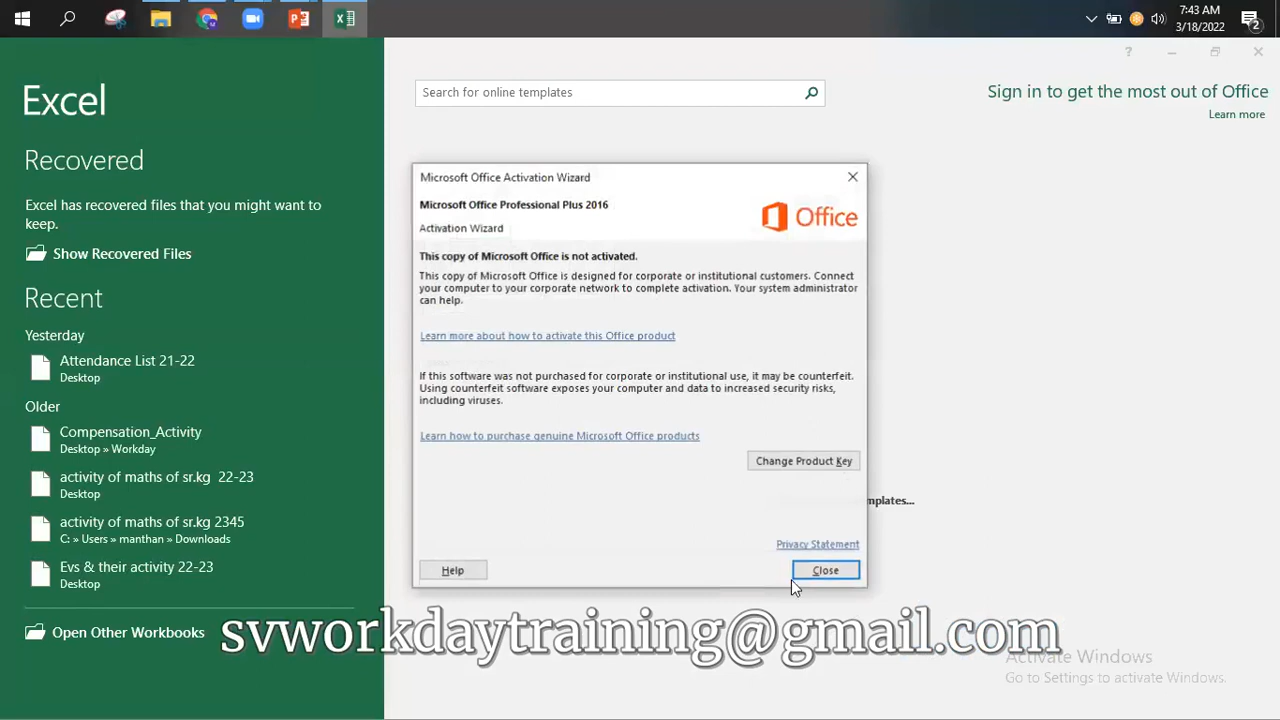 7:43 AM
3/18/2022
2
Excel
Search for online templates
Sign in to get the most out of Office
Learn more
Recovered
Excel has recovered files that you might want to
keep.
Show Recovered Files
Recent
Yesterday
Attendance List 21-22
Desktop
Older
Compensation_Activity
Desktop » Workday
activity of maths of sr.kg 22-23
Desktop
activity of maths of sr.kg 2345
C: » Users » manthan » Downloads
Evs & their activity 22-23
Desktop
Open Other Workbooks
Microsoft Office Activation Wizard
Microsoft Office Professional Plus 2016
Activation Wizard
Office
This copy of Microsoft Office is not activated.
This copy of Microsoft Office is designed for corporate or institutional customers. Connect
your computer to your corporate network to complete activation. Your system administrator
can help.
Learn more about how to activate this Office product
If this software was not purchased for corporate or institutional use, it may be counterfeit.
Using counterfeit software exposes your computer and data to increased security risks,
including viruses.
Learn how to purchase genuine Microsoft Office products
Change Product Key
mplates...
Privacy Statement
Help
Close
svworkdaytraining@gmail.com
Activate Windows
Go to Settings to activate Windows.